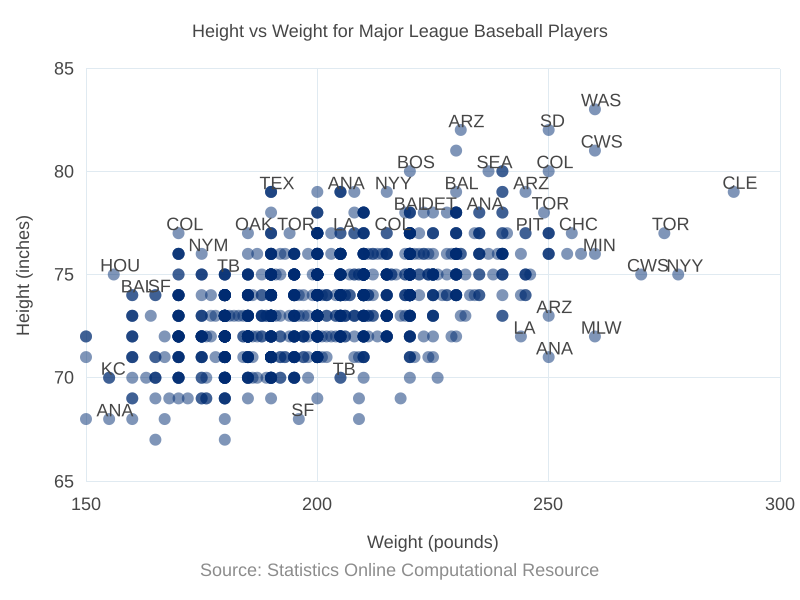 Height vs Weight for Major League Baseball Players
85
WAS
ARZ
SD
CWS
80
BOS
SEA
COL
TEX
ANA
NYY
BAL
ARZ
CLE
BAL
DET
ANA
TOR
COL
OAK
TOR
LA
COL
PIT
CHC
TOR
NYM
MIN
HOU
TB
CWS
NYY
75
BAL
SF
ARZ
LA
MLW
ANA
KC
TB
70
ANA
SF
65
150
200
250
300
Height (inches)
Weight (pounds)
Source: Statistics Online Computational Resource